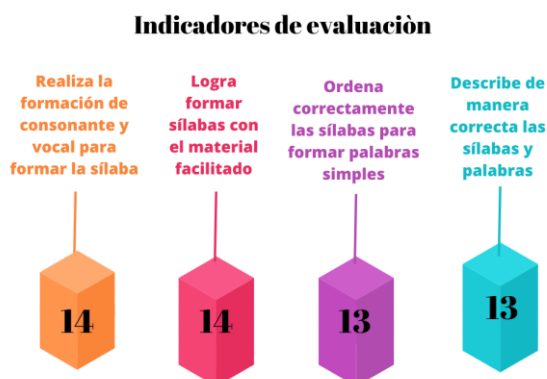 Indicadores de evaluaciòn
Realiza la
formación de
consonante y
vocal para
formar la sílaba
Logra
formar
sílabas con
el material
facilitado
Ordena
correctamente
las sílabas para
formar palabras
simples
Describe de
manera
correcta las
sílabas y
palabras
14
14
13
13